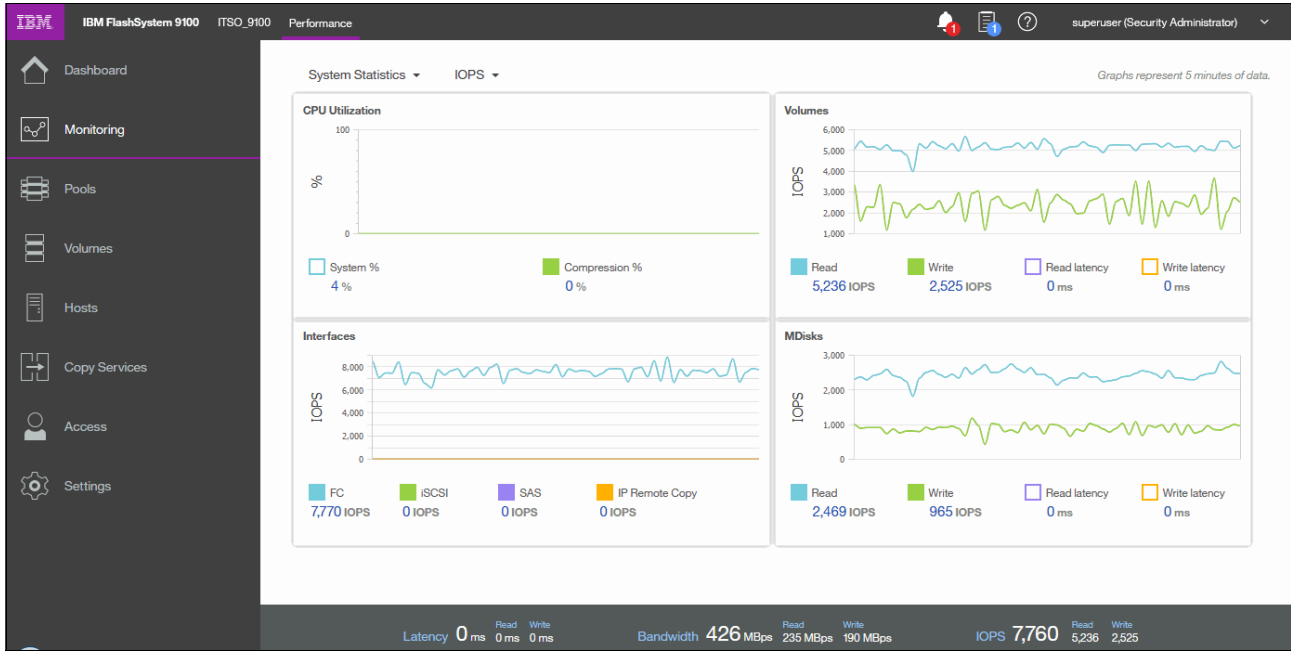 IBM IBM FlashSystem 9100 ITSO_9100 Performance 1 1 ? superuser (Security Administrator)
Dashboard
Monitoring
Pools
Volumes
Hosts
Copy Services
Access
Settings
System Statistics IOPS Graphs represent 5 minutes of data.
CPU Utilization
100
%
0
System % Compression %
4 % 0 %
Volumes
6,000
5,000
4,000
IOPS
3,000
2,000
1,000
Read Write Read latency Write latency
5,236 IOPS 2,525 IOPS 0 ms 0 ms
Interfaces
8,000
6,000
IOPS
4,000
2,000
0
FC iSCSI SAS IP Remote Copy
7,770 IOPS 0 IOPS 0 IOPS 0 IOPS
MDisks
3,000
2,000
IOPS
1,000
0
Read Write Read latency Write latency
2,469 IOPS 965 IOPS 0 ms 0 ms
Latency 0 ms Read 0 ms Write 0 ms
Bandwidth 426 MBps Read 235 MBps Write 190 MBps
IOPS 7,760 Read 5,236 Write 2,525